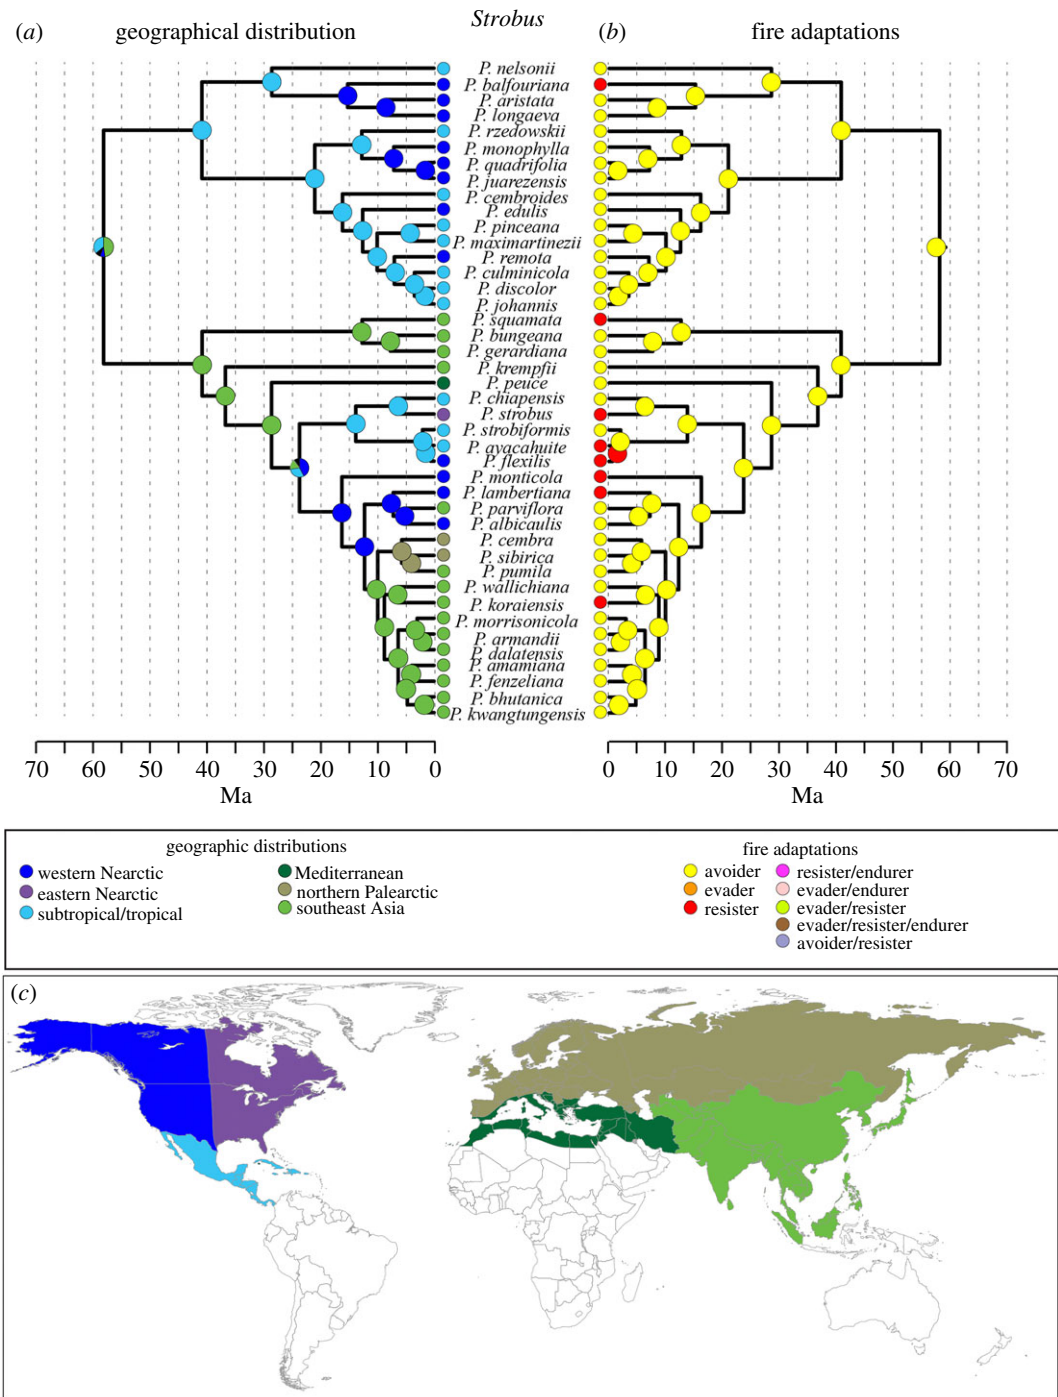 Strobus
(a) geographical distribution
(b) fire adaptations
P. nelsonii
P. balfouriana
P. aristata
P. longaeva
P. rzedowskii
P. monophylla
P. quadrifolia
P. juarezensis
P. cembroides
P. edulis
P. pinceana
P. maximartinezii
P. remota
P. culminicola
P. discolor
P. johannis
P. squamata
P. bungeana
P. gerardiana
P. krempfii
P. peuce
P. chiapensis
P. strobus
P. strobiformis
P. ayacahuite
P. flexilis
P. monticola
P. lambertiana
P. parviflora
P. albicaulis
P. cembra
P. sibirica
P. pumila
P. wallichiana
P. koraiensis
P. morrisonicola
P. armandii
P. dalatensis
P. amamiana
P. fenzeliana
P. bhutanica
P. kwangtungensis
70 60 50 40 30 20 10 0
Ma
0 10 20 30 40 50 60 70
Ma
geographic distributions
western Nearctic
eastern Nearctic
subtropical/tropical
Mediterranean
northern Palearctic
southeast Asia
fire adaptations
avoider
evader
resister
resister/endurer
evader/endurer
evader/resister
evader/resister/endurer
avoider/resister
(c)